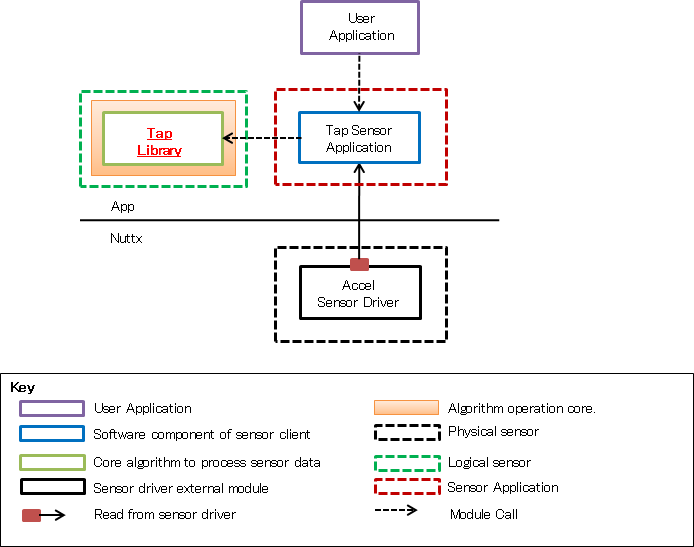 User
Application
Tap
Library
Tap Sensor
Application
App
Nuttx
Accel
Sensor Driver
Key
User Application
Software component of sensor client
Core algorithm to process sensor data
Sensor driver external module
Read from sensor driver
Algorithm operation core.
Physical sensor
Logical sensor
Sensor Application
Module Call